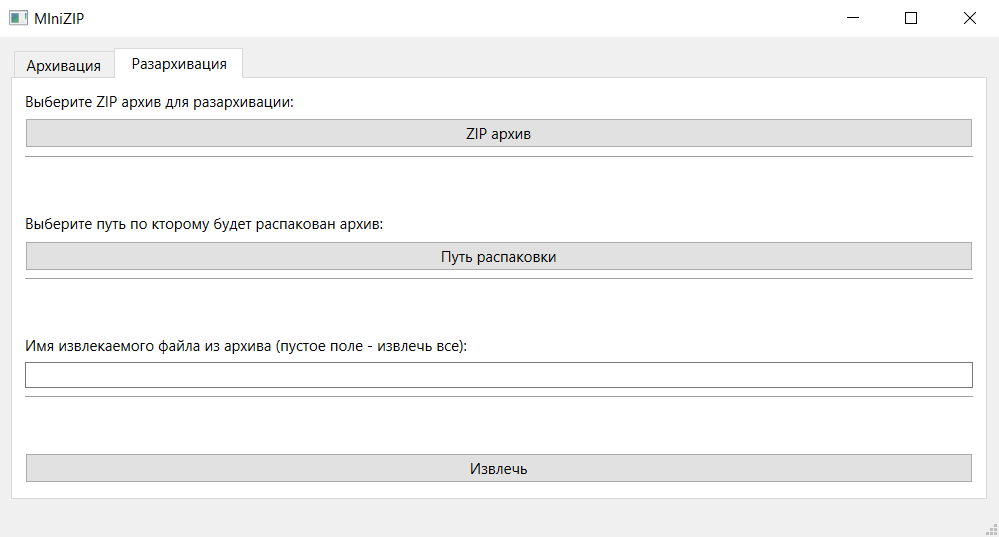 MIniZIP
Архивация
Разархивация
Выберите ZIP архив для разархивации:
ZIP архив
Выберите путь по кторому будет распакован архив:
Путь распаковки
Имя извлекаемого файла из архива (пустое поле - извлечь все):
Извлечь